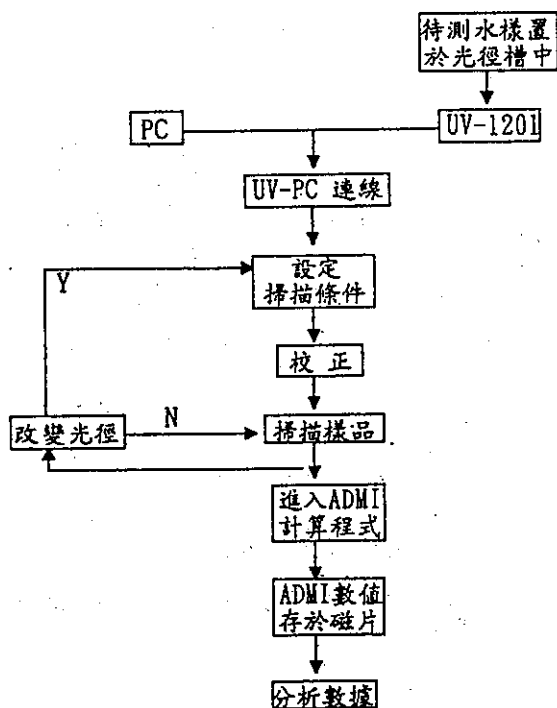 待測水樣置
於光徑槽中
PC
UV-1201
UV-PC 連線
設定
掃描條件
Y
校正
改變光徑
N
掃描樣品
進入ADMI
計算程式
ADMI數值
存於磁片
分析數據